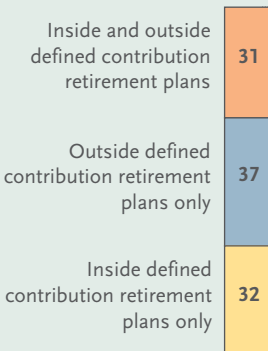 Inside and outside
defined contribution
retirement plans
31
Outside defined
contribution retirement
plans only
37
Inside defined
contribution retirement
plans only
32